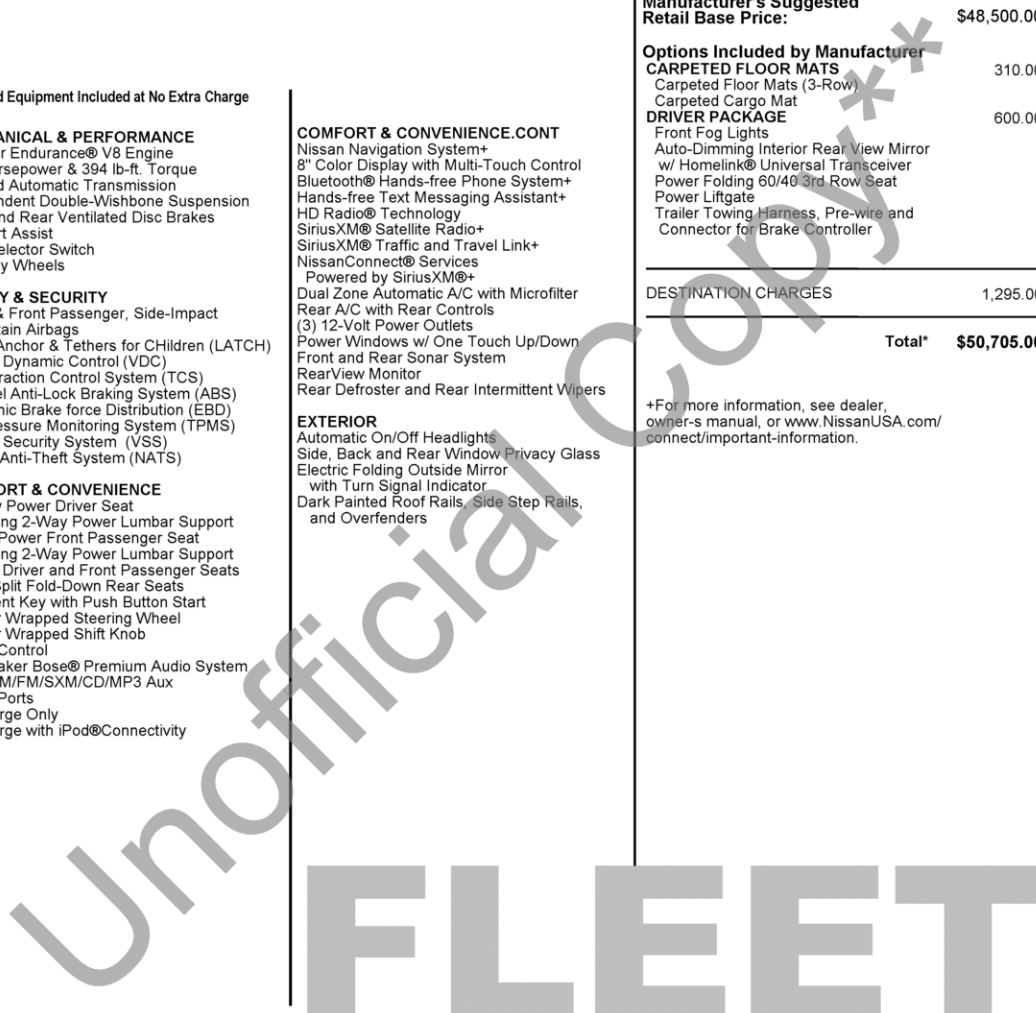 d Equipment Included at No Extra Charge
ANICAL & PERFORMANCE
r Endurance® V8 Engine
rsepower & 394 lb-ft. Torque
d Automatic Transmission
ndent Double-Wishbone Suspension
nd Rear Ventilated Disc Brakes
rt Assist
elector Switch
y Wheels
Y & SECURITY
& Front Passenger, Side-Impact
tain Airbags
Anchor & Tethers for CHildren (LATCH)
Dynamic Control (VDC)
raction Control System (TCS)
el Anti-Lock Braking System (ABS)
nic Brake force Distribution (EBD)
essure Monitoring System (TPMS)
Security System (VSS)
Anti-Theft System (NATS)
ORT & CONVENIENCE
y Power Driver Seat
ng 2-Way Power Lumbar Support
Power Front Passenger Seat
ng 2-Way Power Lumbar Support
Driver and Front Passenger Seats
plit Fold-Down Rear Seats
ent Key with Push Button Start
r Wrapped Steering Wheel
r Wrapped Shift Knob
Control
aker Bose® Premium Audio System
M/FM/SXM/CD/MP3 Aux
Ports
rge Only
rge with iPod®Connectivity
COMFORT & CONVENIENCE.CONT
Nissan Navigation System+
8" Color Display with Multi-Touch Control
Bluetooth® Hands-free Phone System+
Hands-free Text Messaging Assistant+
HD Radio® Technology
SiriusXM® Satellite Radio+
SiriusXM® Traffic and Travel Link+
NissanConnect® Services
Powered by SiriusXM®+
Dual Zone Automatic A/C with Microfilter
Rear A/C with Rear Controls
(3) 12-Volt Power Outlets
Power Windows w/ One Touch Up/Down
Front and Rear Sonar System
RearView Monitor
Rear Defroster and Rear Intermittent Wipers
EXTERIOR
Automatic On/Off Headlights
Side, Back and Rear Window Privacy Glass
Electric Folding Outside Mirror
with Turn Signal Indicator
Dark Painted Roof Rails, Side Step Rails,
and Overfenders
Manufacturer's Suggested
Retail Base Price: $48,500.00
Options Included by Manufacturer
CARPETED FLOOR MATS 310.00
Carpeted Floor Mats (3-Row)
Carpeted Cargo Mat
DRIVER PACKAGE 600.00
Front Fog Lights
Auto-Dimming Interior Rear View Mirror
w/ Homelink® Universal Transceiver
Power Folding 60/40 3rd Row Seat
Power Liftgate
Trailer Towing Harness, Pre-wire and
Connector for Brake Controller
DESTINATION CHARGES 1,295.00
Total* $50,705.00
+For more information, see dealer,
owner-s manual, or www.NissanUSA.com/
connect/important-information.
Unofficial Copy**
FLEET